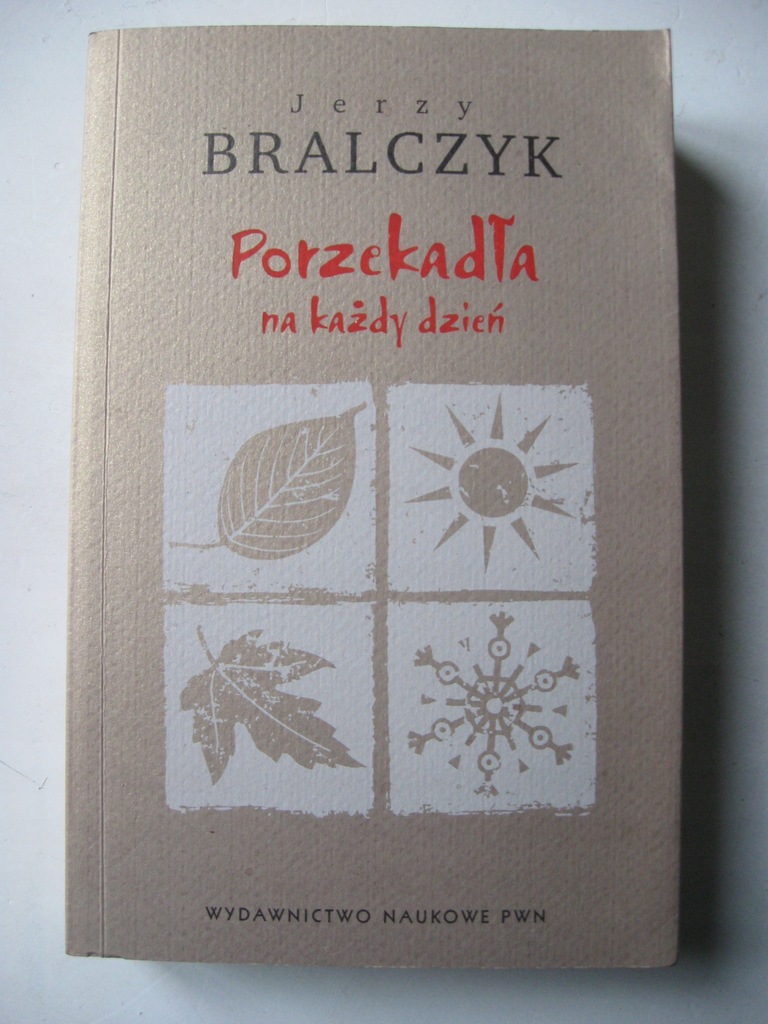 Jerzy
BRALCZYK
Porzekadła
na każdy dzień
WYDAWNICTWO NAUKOWE PWN